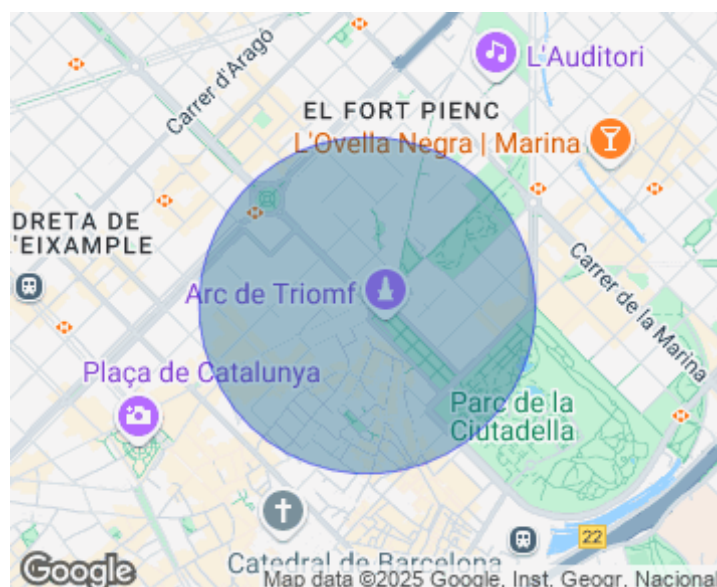 Carrer d'Aragó
L'Auditori
EL FORT PIENC
L'Ovella Negra | Marina
DRETA DE
'EIXAMPLE
Carrer de la Marina
Arc de Triomf
Plaça de Catalunya
Parc de la
Ciutadella
22
Catedral de Barcelona
Google
Map data ©2025 Google, Inst. Geogr. Nacional